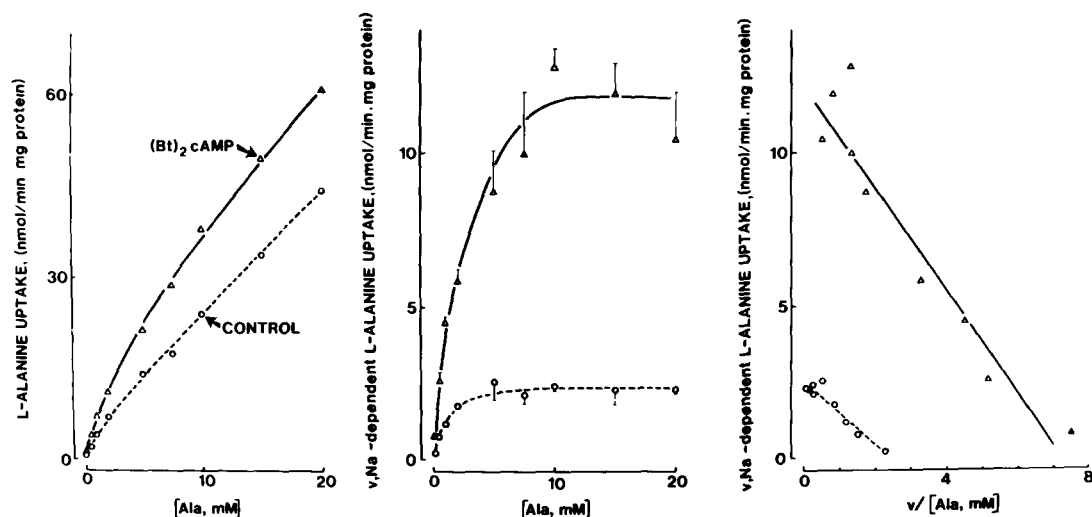 L-ALANINE UPTAKE, (nmol/min mg protein)
60
30
0
(Bt)₂ cAMP
CONTROL
0
10
20
[Ala, mM]
v,Na -dependent L-ALANINE UPTAKE,(nmol/min. mg protein)
10
5
0
0
10
20
[Ala, mM]
v,Na -dependent L-ALANINE UPTAKE,(nmol/min. mg protein)
10
5
0
0
4
8
v/ [Ala, mM]